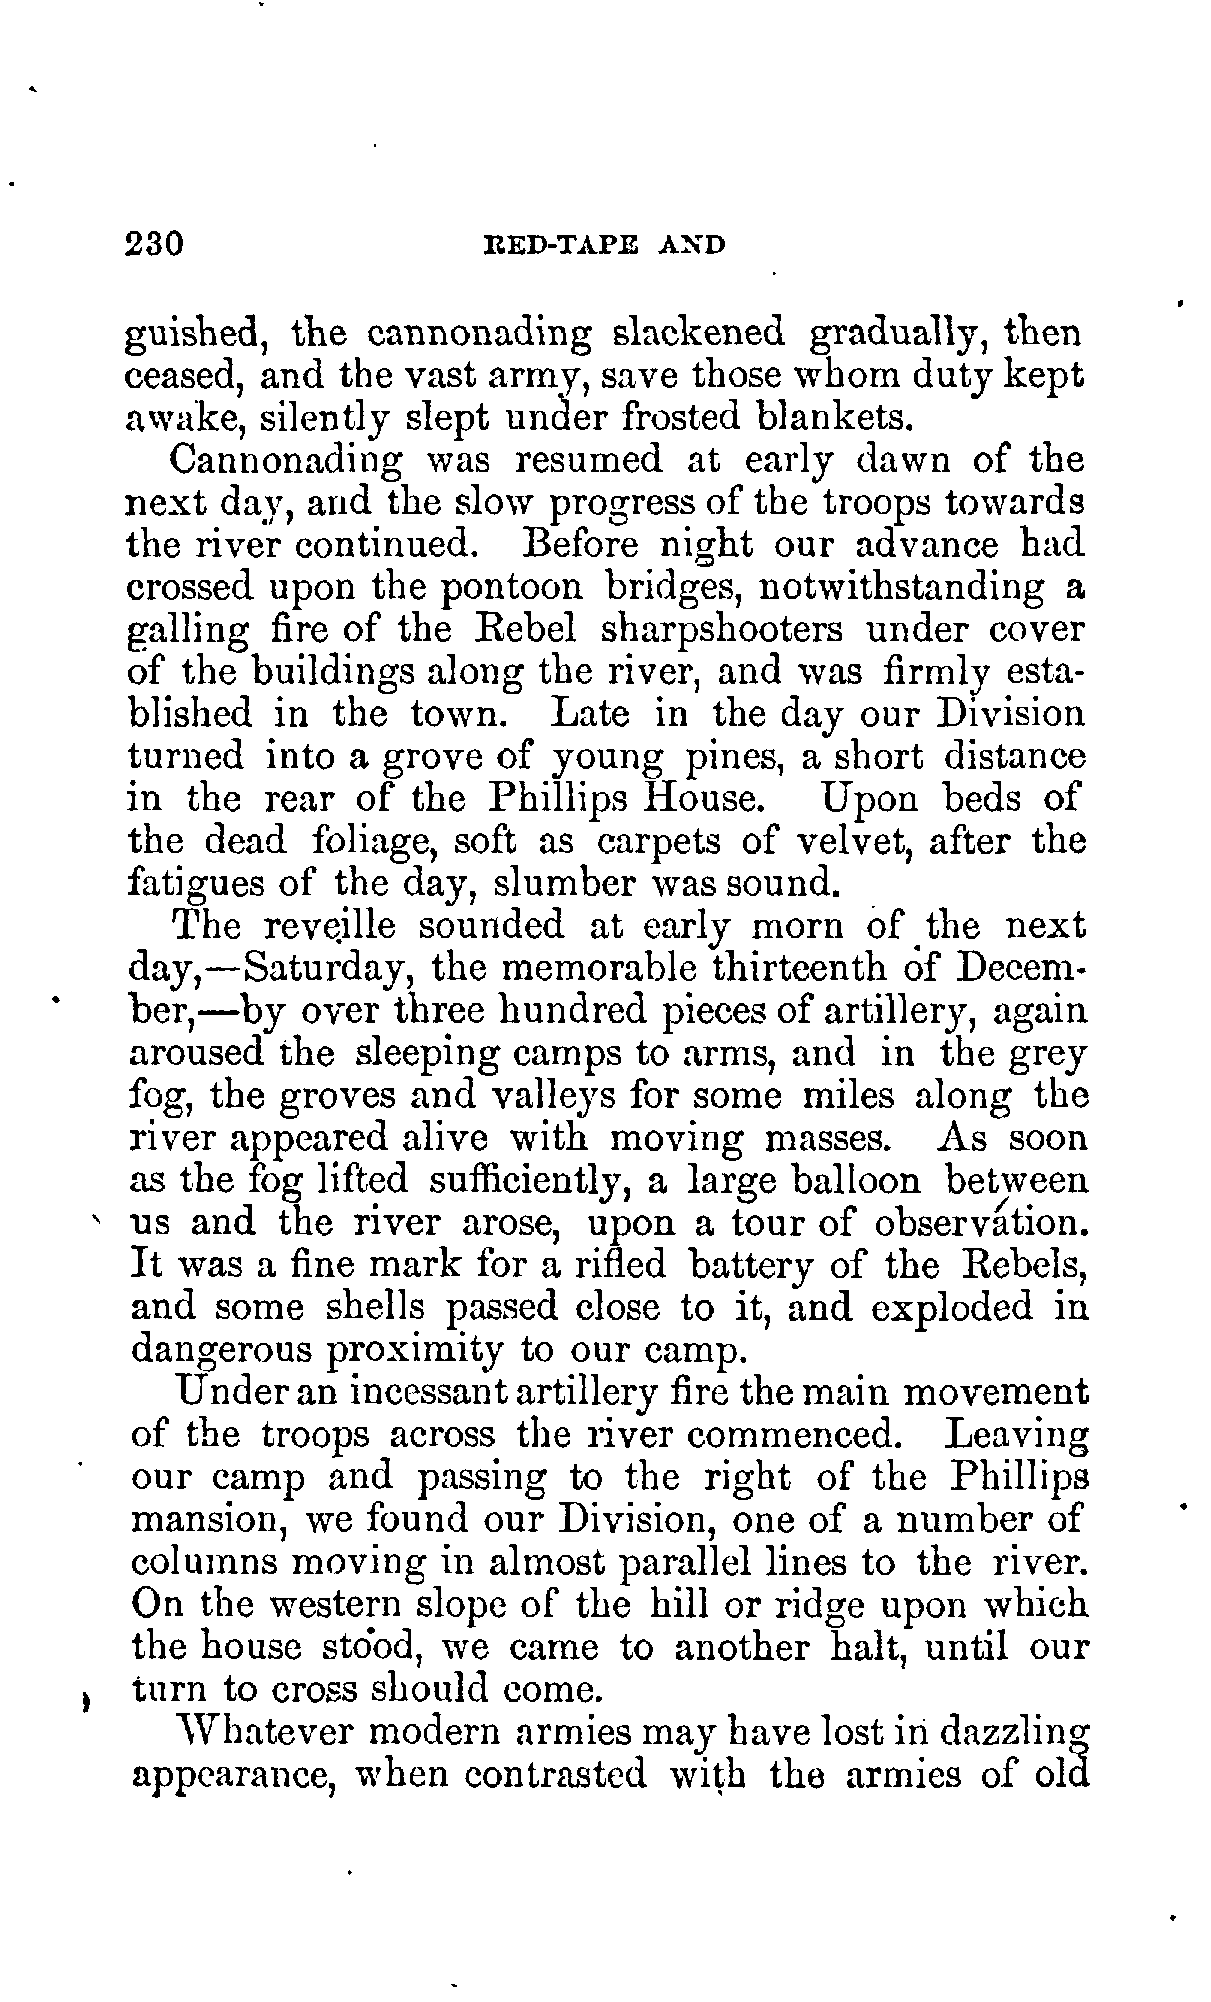 230 RED-TAPE AND
guished, the cannonading slackened gradually, then
ceased, and the vast army, save those whom duty kept
awake, silently slept under frosted blankets.
Cannonading was resumed at early dawn of the
next day, and the slow progress of the troops towards
the river continued. Before night our advance had
crossed upon the pontoon bridges, notwithstanding a
galling fire of the Rebel sharpshooters under cover
of the buildings along the river, and was firmly esta-
blished in the town. Late in the day our Division
turned into a grove of young pines, a short distance
in the rear of the Phillips House. Upon beds of
the dead foliage, soft as carpets of velvet, after the
fatigues of the day, slumber was sound.
The reveille sounded at early morn of the next
day,—Saturday, the memorable thirteenth of Decem-
ber,—by over three hundred pieces of artillery, again
aroused the sleeping camps to arms, and in the grey
fog, the groves and valleys for some miles along the
river appeared alive with moving masses. As soon
as the fog lifted sufficiently, a large balloon between
us and the river arose, upon a tour of observation.
It was a fine mark for a rifled battery of the Rebels,
and some shells passed close to it, and exploded in
dangerous proximity to our camp.
Under an incessant artillery fire the main movement
of the troops across the river commenced. Leaving
our camp and passing to the right of the Phillips
mansion, we found our Division, one of a number of
columns moving in almost parallel lines to the river.
On the western slope of the hill or ridge upon which
the house stood, we came to another halt, until our
turn to cross should come.
Whatever modern armies may have lost in dazzling
appearance, when contrasted with the armies of old